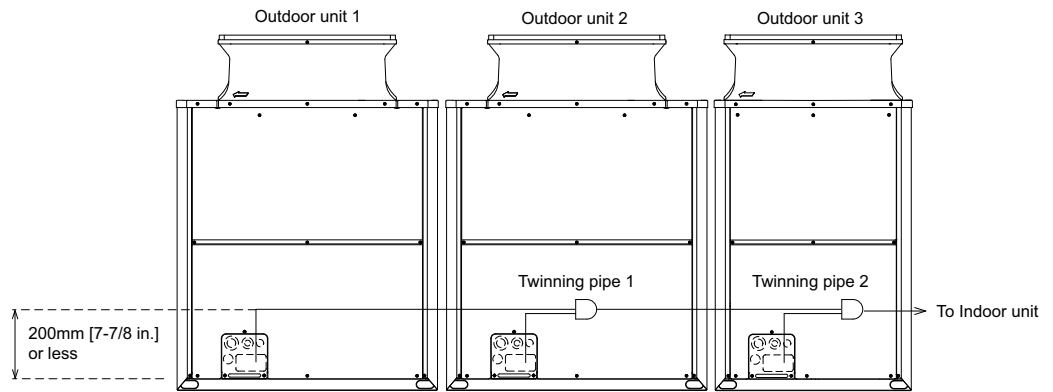 Outdoor unit 1
Outdoor unit 2
Outdoor unit 3
Twinning pipe 1
Twinning pipe 2
To Indoor unit
200mm [7-7/8 in.]
or less